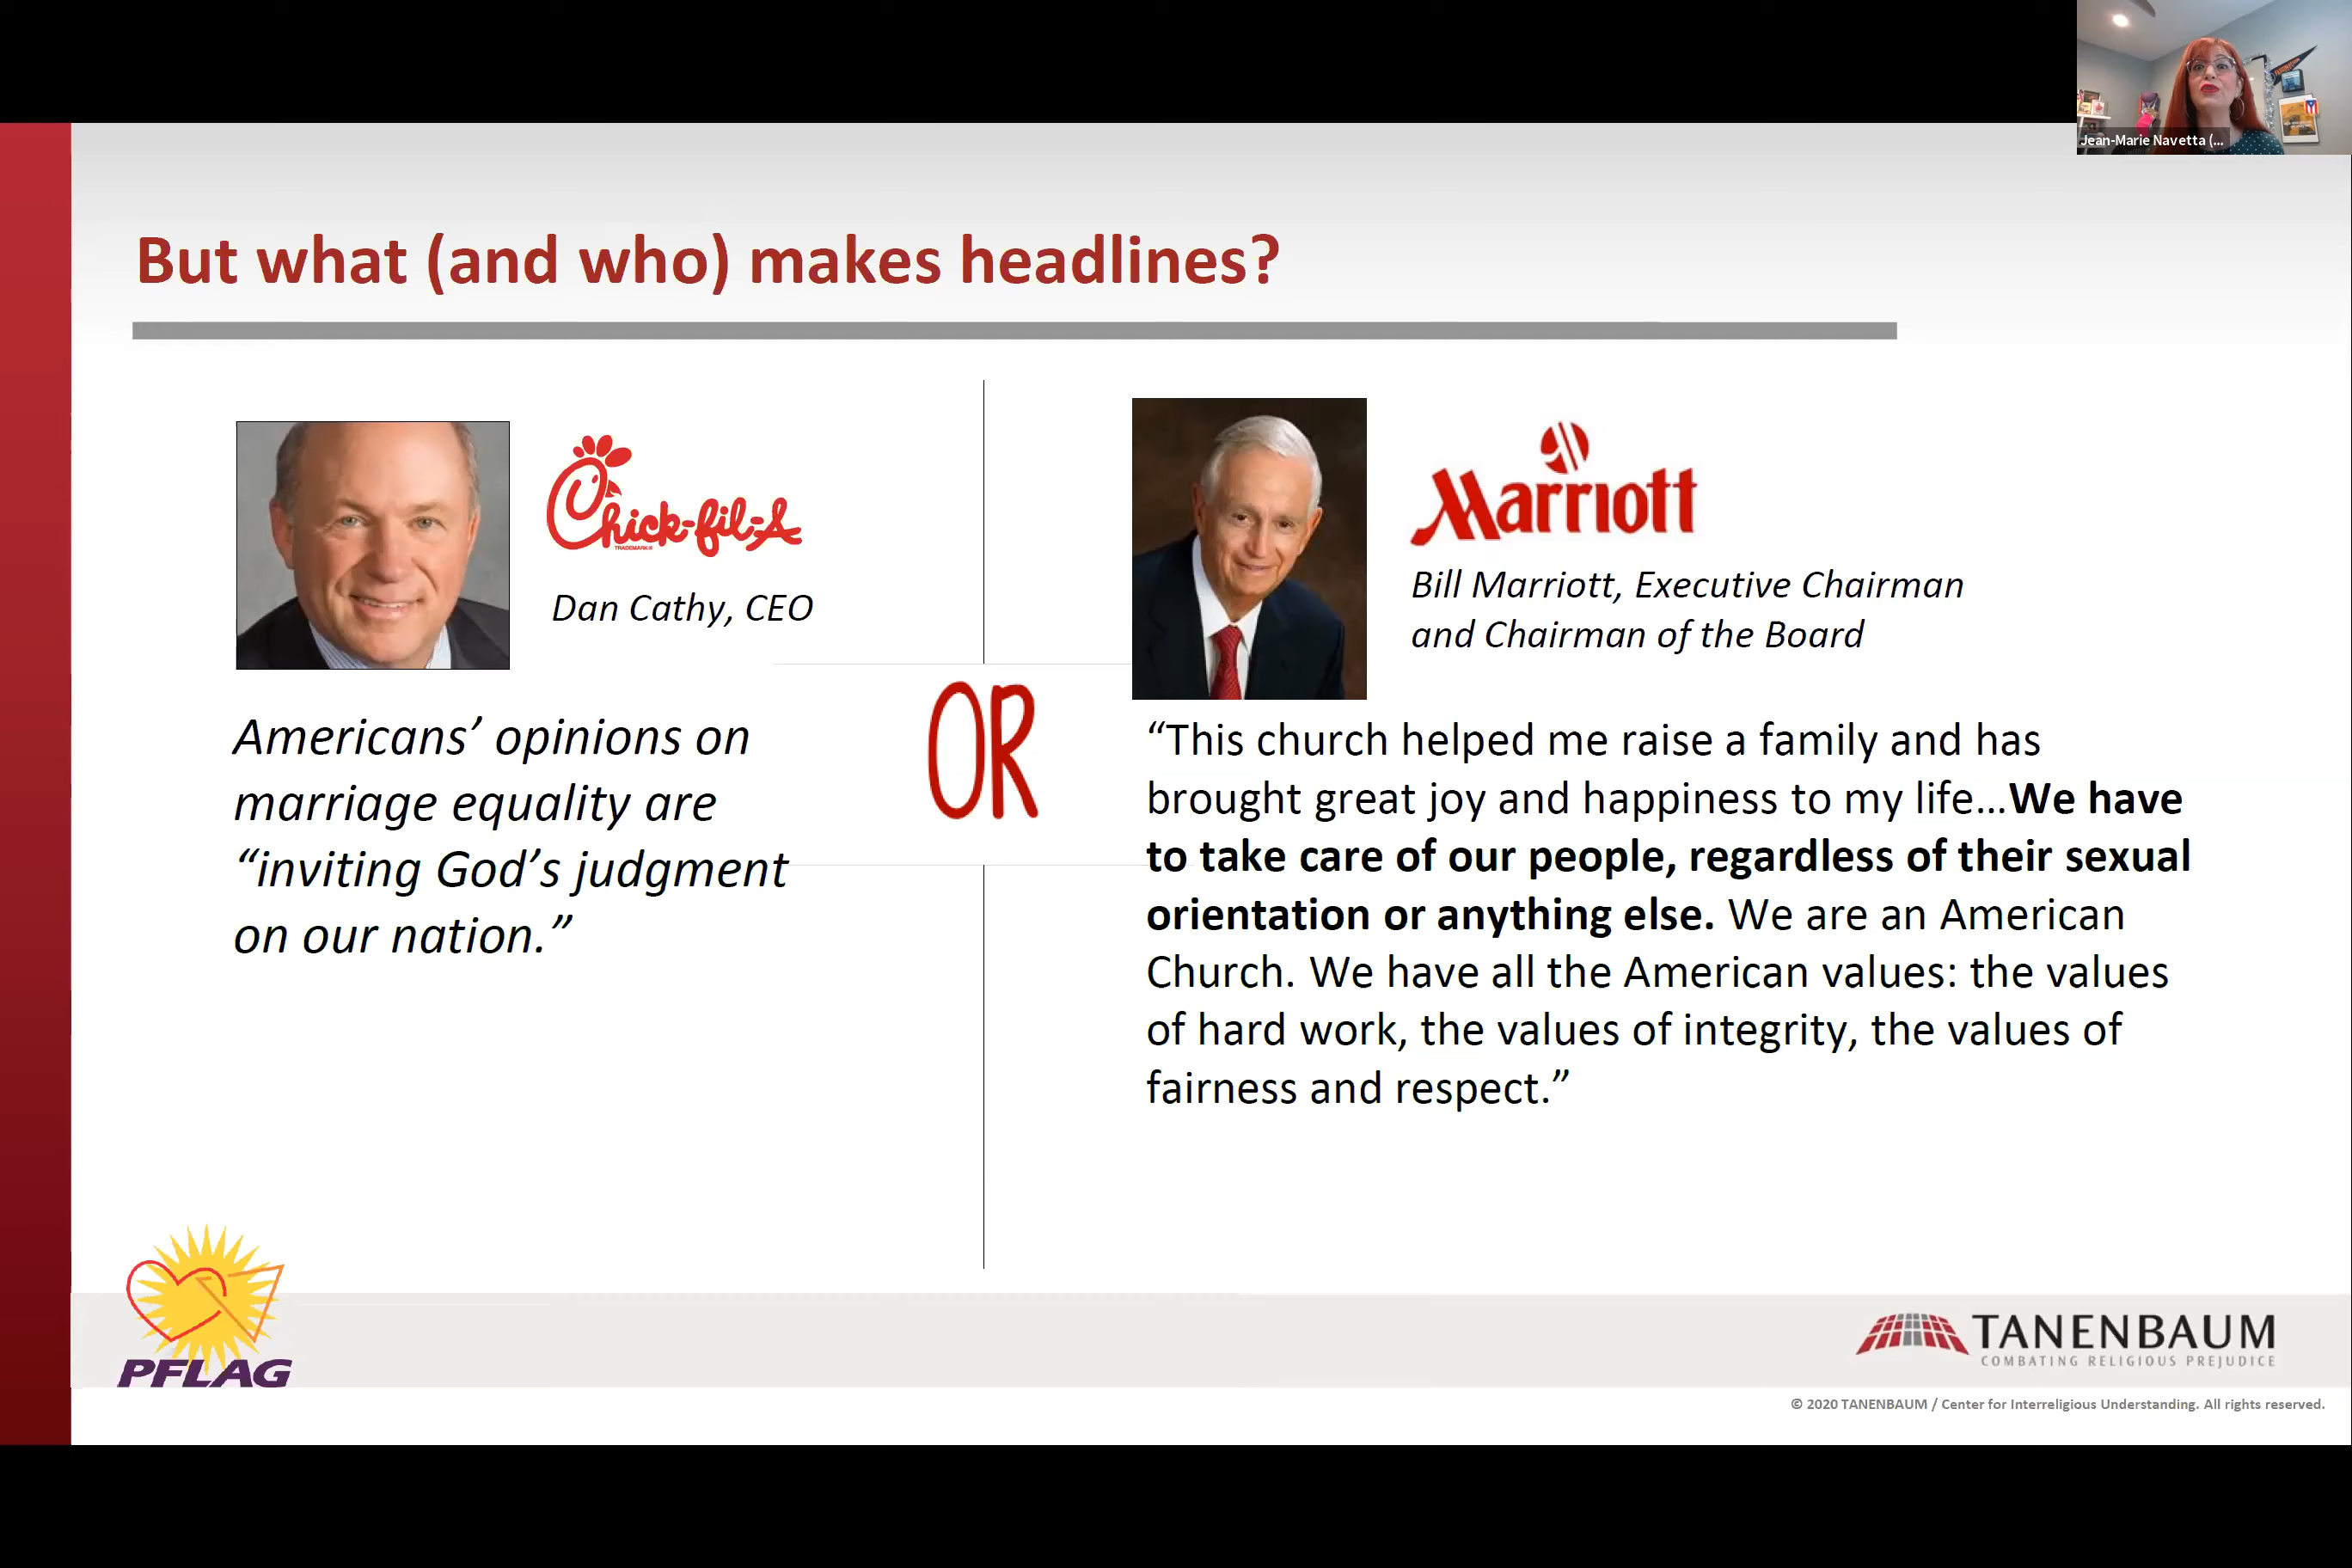 Jean-Marie Navetta (...
But what (and who) makes headlines?
Chick-fil-A
TRADEMARK®
Dan Cathy, CEO
Americans’ opinions on
marriage equality are
“inviting God’s judgment
on our nation.”
OR
Marriott
Bill Marriott, Executive Chairman
and Chairman of the Board
“This church helped me raise a family and has
brought great joy and happiness to my life…We have
to take care of our people, regardless of their sexual
orientation or anything else. We are an American
Church. We have all the American values: the values
of hard work, the values of integrity, the values of
fairness and respect.”
PFLAG
TANENBAUM
COMBATING RELIGIOUS PREJUDICE
© 2020 TANENBAUM / Center for Interreligious Understanding. All rights reserved.